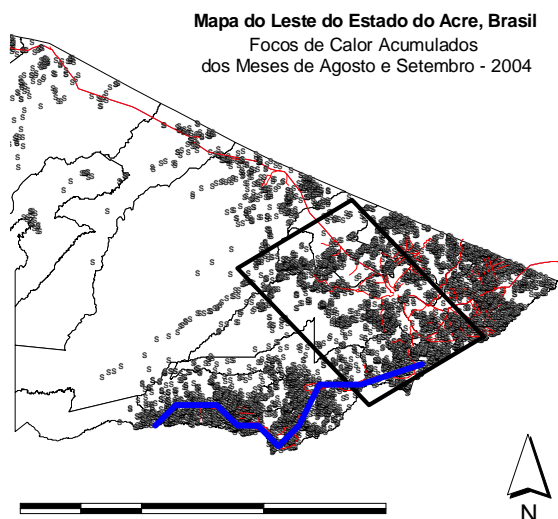 Mapa do Leste do Estado do Acre, Brasil
Focos de Calor Acumulados
dos Meses de Agosto e Setembro - 2004
N